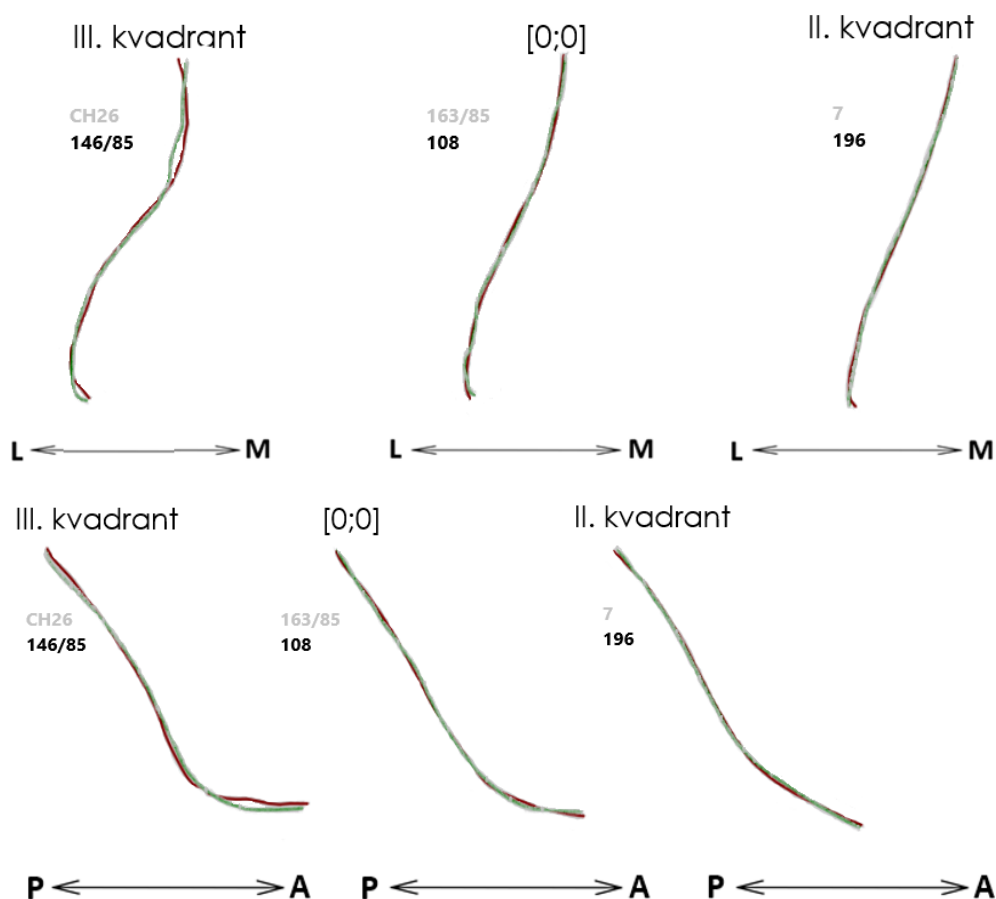 III. kvadrant
CH26
146/85
L M
[0;0]
163/85
108
L M
II. kvadrant
7
196
L M
III. kvadrant
CH26
146/85
P A
[0;0]
163/85
108
P A
II. kvadrant
7
196
P A